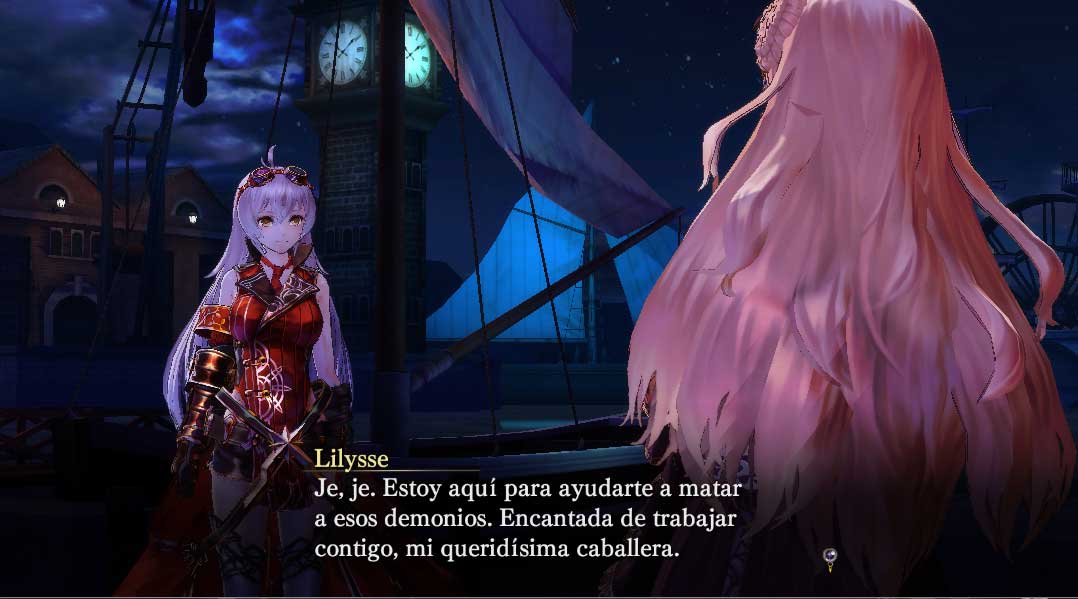 Lilysse
Je, je. Estoy aquí para ayudarte a matar
a esos demonios. Encantada de trabajar
contigo, mi queridísima caballera.